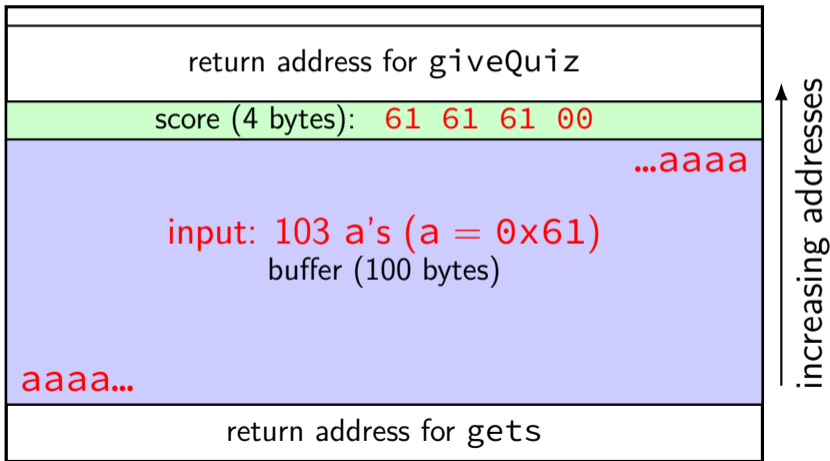 return address for giveQuiz
score (4 bytes): 61 61 61 00
…aaaa
input: 103 a's (a = 0x61)
buffer (100 bytes)
aaaa…
return address for gets
increasing addresses